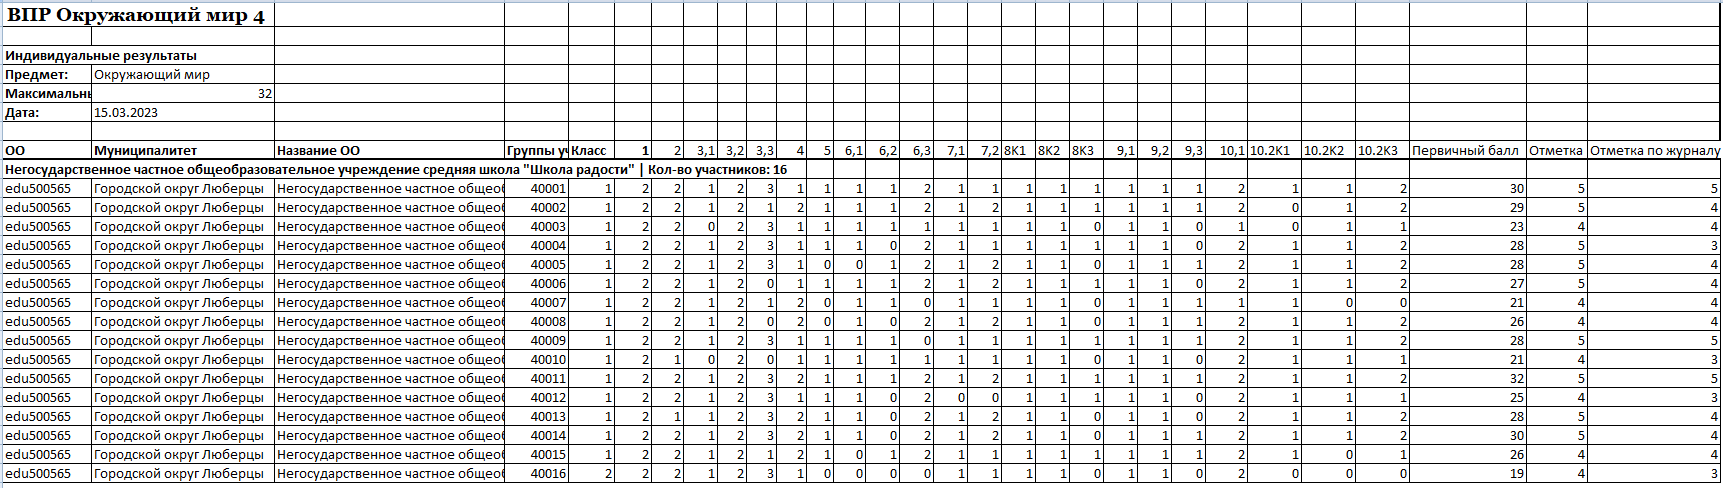 ВПР Окружающий мир 4
Индивидуальные результаты
Предмет: Окружающий мир
Максимальн 32
Дата: 15.03.2023
ОО Муниципалитет Название ОО Группы уч Класс 1 2 3,1 3,2 3,3 4 5 6,1 6,2 6,3 7,1 7,2 8К1 8К2 8К3 9,1 9,2 9,3 10,1 10.2К1 10.2К2 10.2К3 Первичный балл Отметка Отметка по журналу
Негосударственное частное общеобразовательное учреждение средняя школа "Школа радости" | Кол-во участников: 16
edu500565 Городской округ Люберцы Негосударственное частное общеоб 40001 1 2 2 1 2 3 1 1 1 1 2 1 1 1 1 1 1 1 1 2 1 1 2 30 5 5
edu500565 Городской округ Люберцы Негосударственное частное общеоб 40002 1 2 2 1 2 1 2 1 1 1 2 1 2 1 1 1 1 1 1 2 0 1 2 29 5 4
edu500565 Городской округ Люберцы Негосударственное частное общеоб 40003 1 2 2 0 2 3 1 1 1 1 1 1 1 1 1 0 1 1 0 1 0 1 1 23 4 4
edu500565 Городской округ Люберцы Негосударственное частное общеоб 40004 1 2 2 1 2 3 1 1 1 0 2 1 1 1 1 1 1 1 0 2 1 1 2 28 5 3
edu500565 Городской округ Люберцы Негосударственное частное общеоб 40005 1 2 2 1 2 3 1 0 0 1 2 1 2 1 1 0 1 1 1 2 1 1 2 28 5 4
edu500565 Городской округ Люберцы Негосударственное частное общеоб 40006 1 2 2 1 2 0 1 1 1 1 2 1 2 1 1 1 1 1 0 2 1 1 2 27 5 4
edu500565 Городской округ Люберцы Негосударственное частное общеоб 40007 1 2 2 1 2 1 2 0 1 1 0 1 1 1 1 0 1 1 1 1 1 0 0 21 4 4
edu500565 Городской округ Люберцы Негосударственное частное общеоб 40008 1 2 2 1 2 0 2 0 1 0 2 1 2 1 1 0 1 1 1 2 1 1 2 26 4 4
edu500565 Городской округ Люберцы Негосударственное частное общеоб 40009 1 2 2 1 2 3 1 1 1 1 0 1 1 1 1 1 1 1 1 2 1 1 2 28 5 5
edu500565 Городской округ Люберцы Негосударственное частное общеоб 40010 1 2 1 0 2 0 1 1 1 1 1 1 1 1 1 0 1 1 0 2 1 1 1 21 4 3
edu500565 Городской округ Люберцы Негосударственное частное общеоб 40011 1 2 2 1 2 3 2 1 1 1 2 1 2 1 1 1 1 1 1 2 1 1 2 32 5 5
edu500565 Городской округ Люберцы Негосударственное частное общеоб 40012 1 2 2 1 2 3 1 1 1 0 2 0 0 1 1 0 1 1 1 2 1 1 1 25 4 3
edu500565 Городской округ Люберцы Негосударственное частное общеоб 40013 1 2 1 1 2 3 2 1 1 0 2 1 2 1 1 0 1 1 0 2 1 1 2 28 5 4
edu500565 Городской округ Люберцы Негосударственное частное общеоб 40014 1 2 2 1 2 3 2 1 1 0 2 1 2 1 1 0 1 1 1 2 1 1 2 30 5 4
edu500565 Городской округ Люберцы Негосударственное частное общеоб 40015 1 2 2 1 2 1 2 1 0 1 2 1 2 1 1 1 1 1 0 2 1 0 1 26 4 4
edu500565 Городской округ Люберцы Негосударственное частное общеоб 40016 2 2 2 1 2 3 1 0 0 0 0 1 1 1 1 0 1 1 0 2 0 0 0 19 4 3